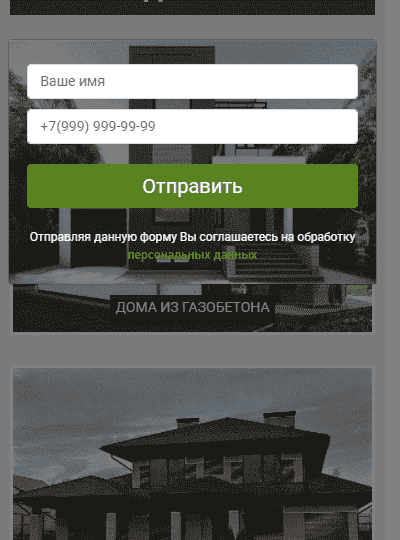 Ваше имя
+7(999) 999-99-99
Отправить
Отправляя данную форму Вы соглашаетесь на обработку
персональных данных
ДОМА ИЗ ГАЗОБЕТОНА